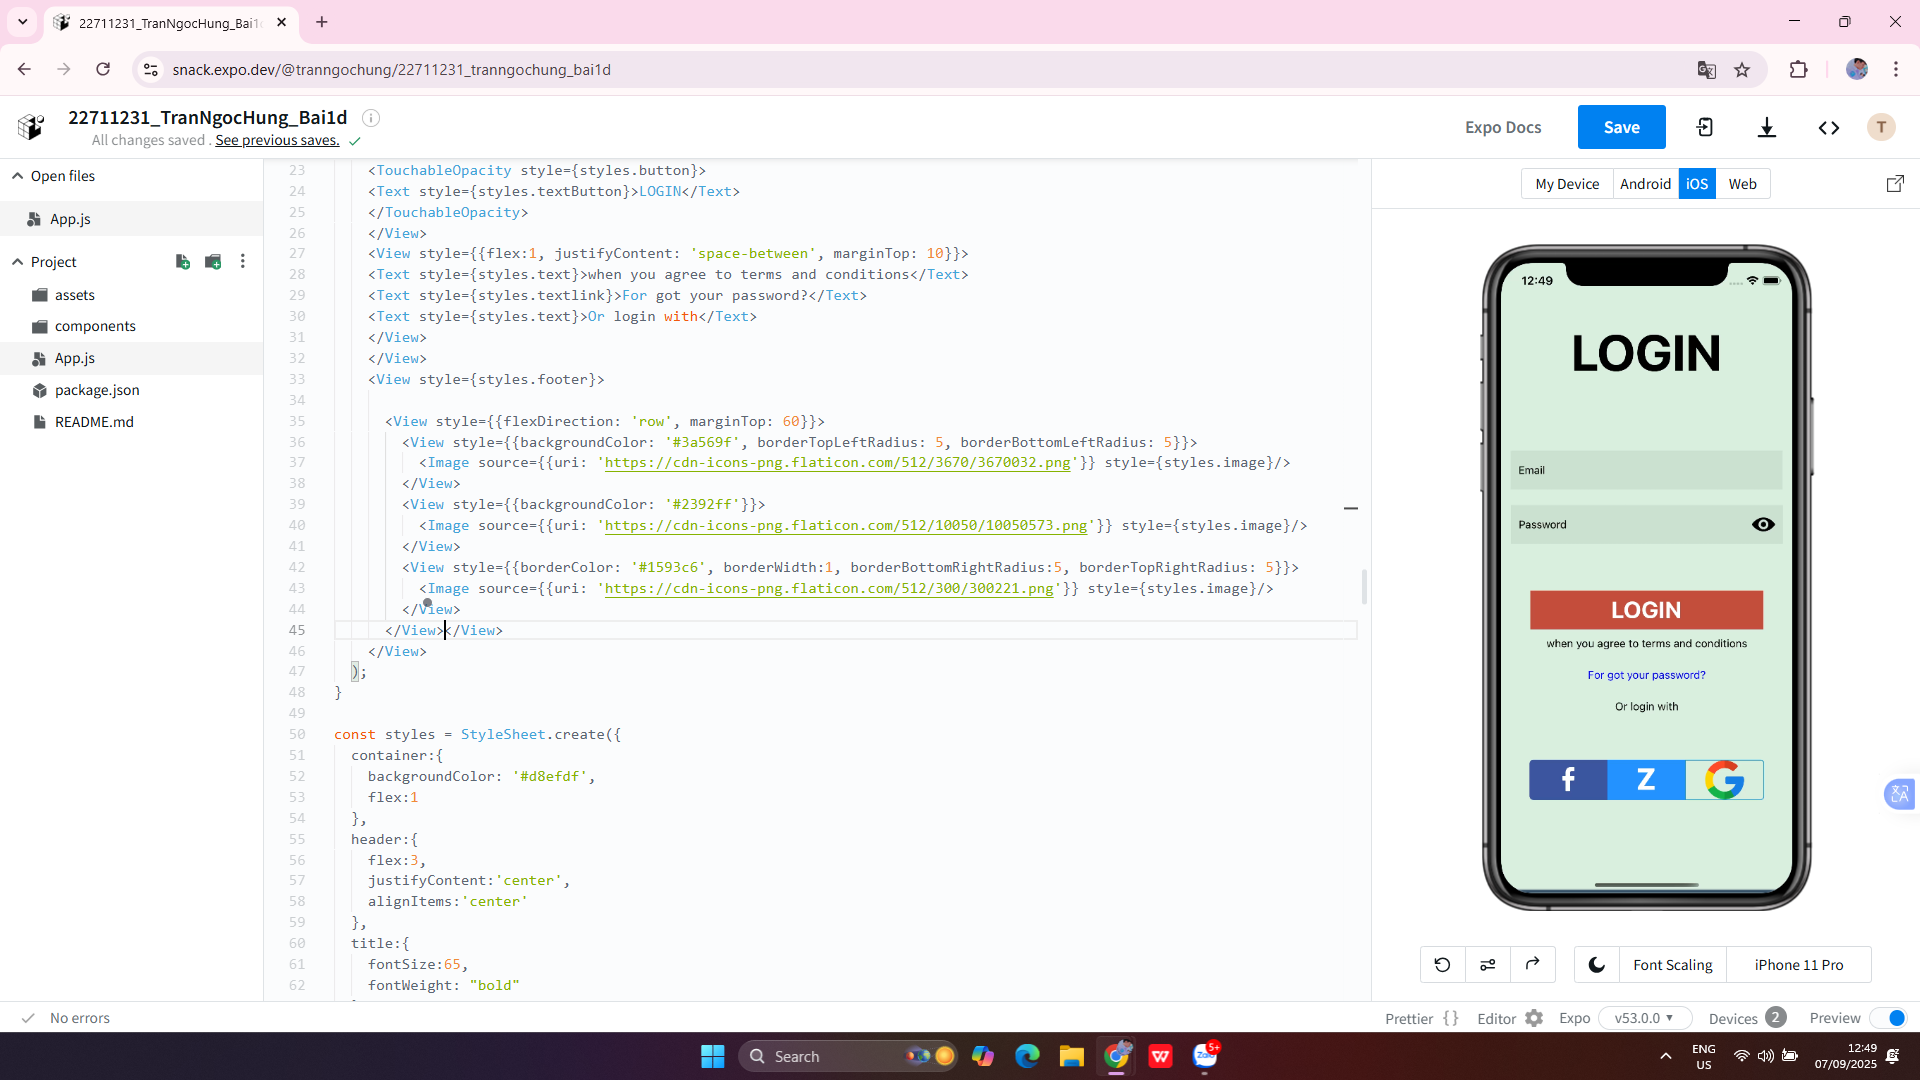 22711231_TranNgocHung_Bai1
snack.expo.dev/@tranngochung/22711231_tranngochung_bai1d
22711231_TranNgocHung_Bai1d
All changes saved . See previous saves.
Expo Docs
Save
T
Open files
App.js
Project
assets
components
App.js
package.json
README.md
23 <TouchableOpacity style={styles.button}>
24 <Text style={styles.textButton}>LOGIN</Text>
25 </TouchableOpacity>
26 </View>
27 <View style={{flex:1, justifyContent: 'space-between', marginTop: 10}}>
28 <Text style={styles.text}>when you agree to terms and conditions</Text>
29 <Text style={styles.textlink}>For got your password?</Text>
30 <Text style={styles.text}>Or login with</Text>
31 </View>
32 </View>
33 <View style={styles.footer}>
34
35 <View style={{flexDirection: 'row', marginTop: 60}}>
36 <View style={{backgroundColor: '#3a569f', borderTopLeftRadius: 5, borderBottomLeftRadius: 5}}>
37 <Image source={{uri: 'https://cdn-icons-png.flaticon.com/512/3670/3670032.png'}} style={styles.image}/>
38 </View>
39 <View style={{backgroundColor: '#2392ff'}}>
40 <Image source={{uri: 'https://cdn-icons-png.flaticon.com/512/10050/10050573.png'}} style={styles.image}/>
41 </View>
42 <View style={{borderColor: '#1593c6', borderWidth:1, borderBottomRightRadius:5, borderTopRightRadius: 5}}>
43 <Image source={{uri: 'https://cdn-icons-png.flaticon.com/512/300/300221.png'}} style={styles.image}/>
44 </View>
45 </View></View>
46 </View>
47 );
48 }
49
50 const styles = StyleSheet.create({
51 container:{
52 backgroundColor: '#d8efdf',
53 flex:1
54 },
55 header:{
56 flex:3,
57 justifyContent:'center',
58 alignItems:'center'
59 },
60 title:{
61 fontSize:65,
62 fontWeight: "bold"
My Device
Android
iOS
Web
12:49
LOGIN
Email
Password
LOGIN
when you agree to terms and conditions
For got your password?
Or login with
f Z G
Font Scaling
iPhone 11 Pro
No errors
Prettier {}
Editor
Expo
v53.0.0
Devices 2
Preview
Search
Zalo
5+
ENG
US
12:49
07/09/2025